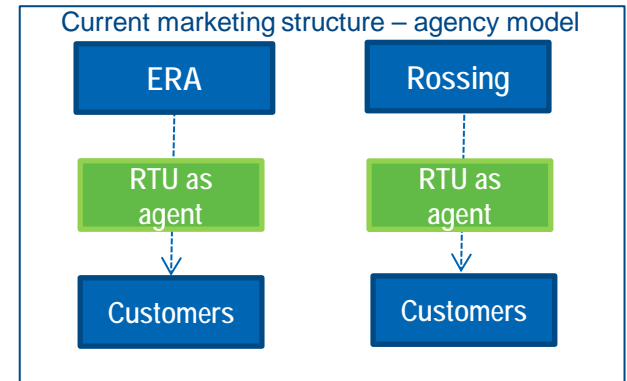 Current marketing structure – agency model
ERA
Rossing
RTU as
agent
RTU as
agent
Customers
Customers